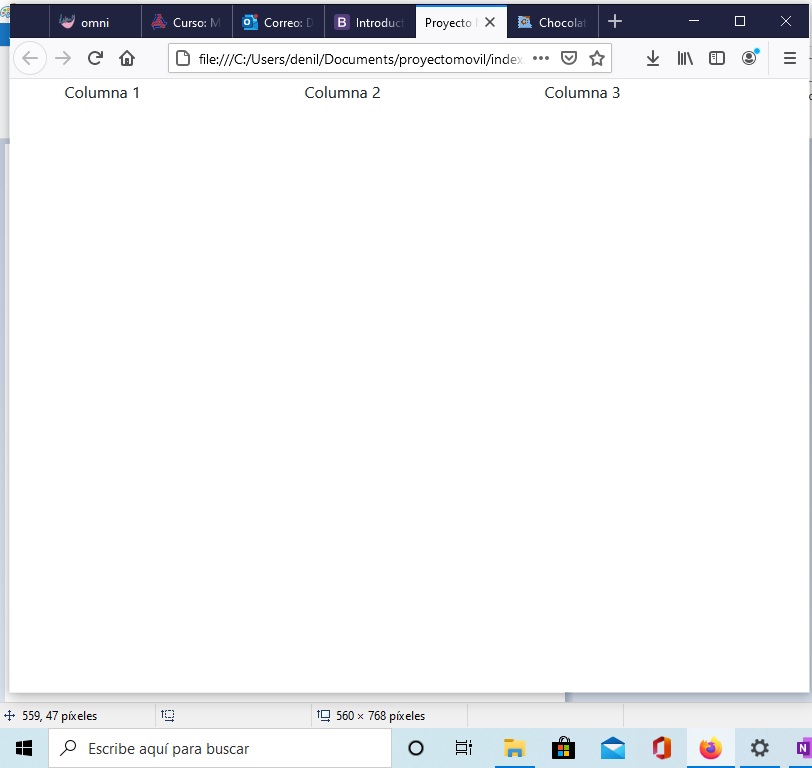 omni
Curso: M
Correo: D
Introduct
Proyecto
Chocolat
file:///C:/Users/denil/Documents/proyectomovil/index.
Columna 1 Columna 2 Columna 3
559, 47 píxeles
560 × 768 píxeles
Escribe aquí para buscar